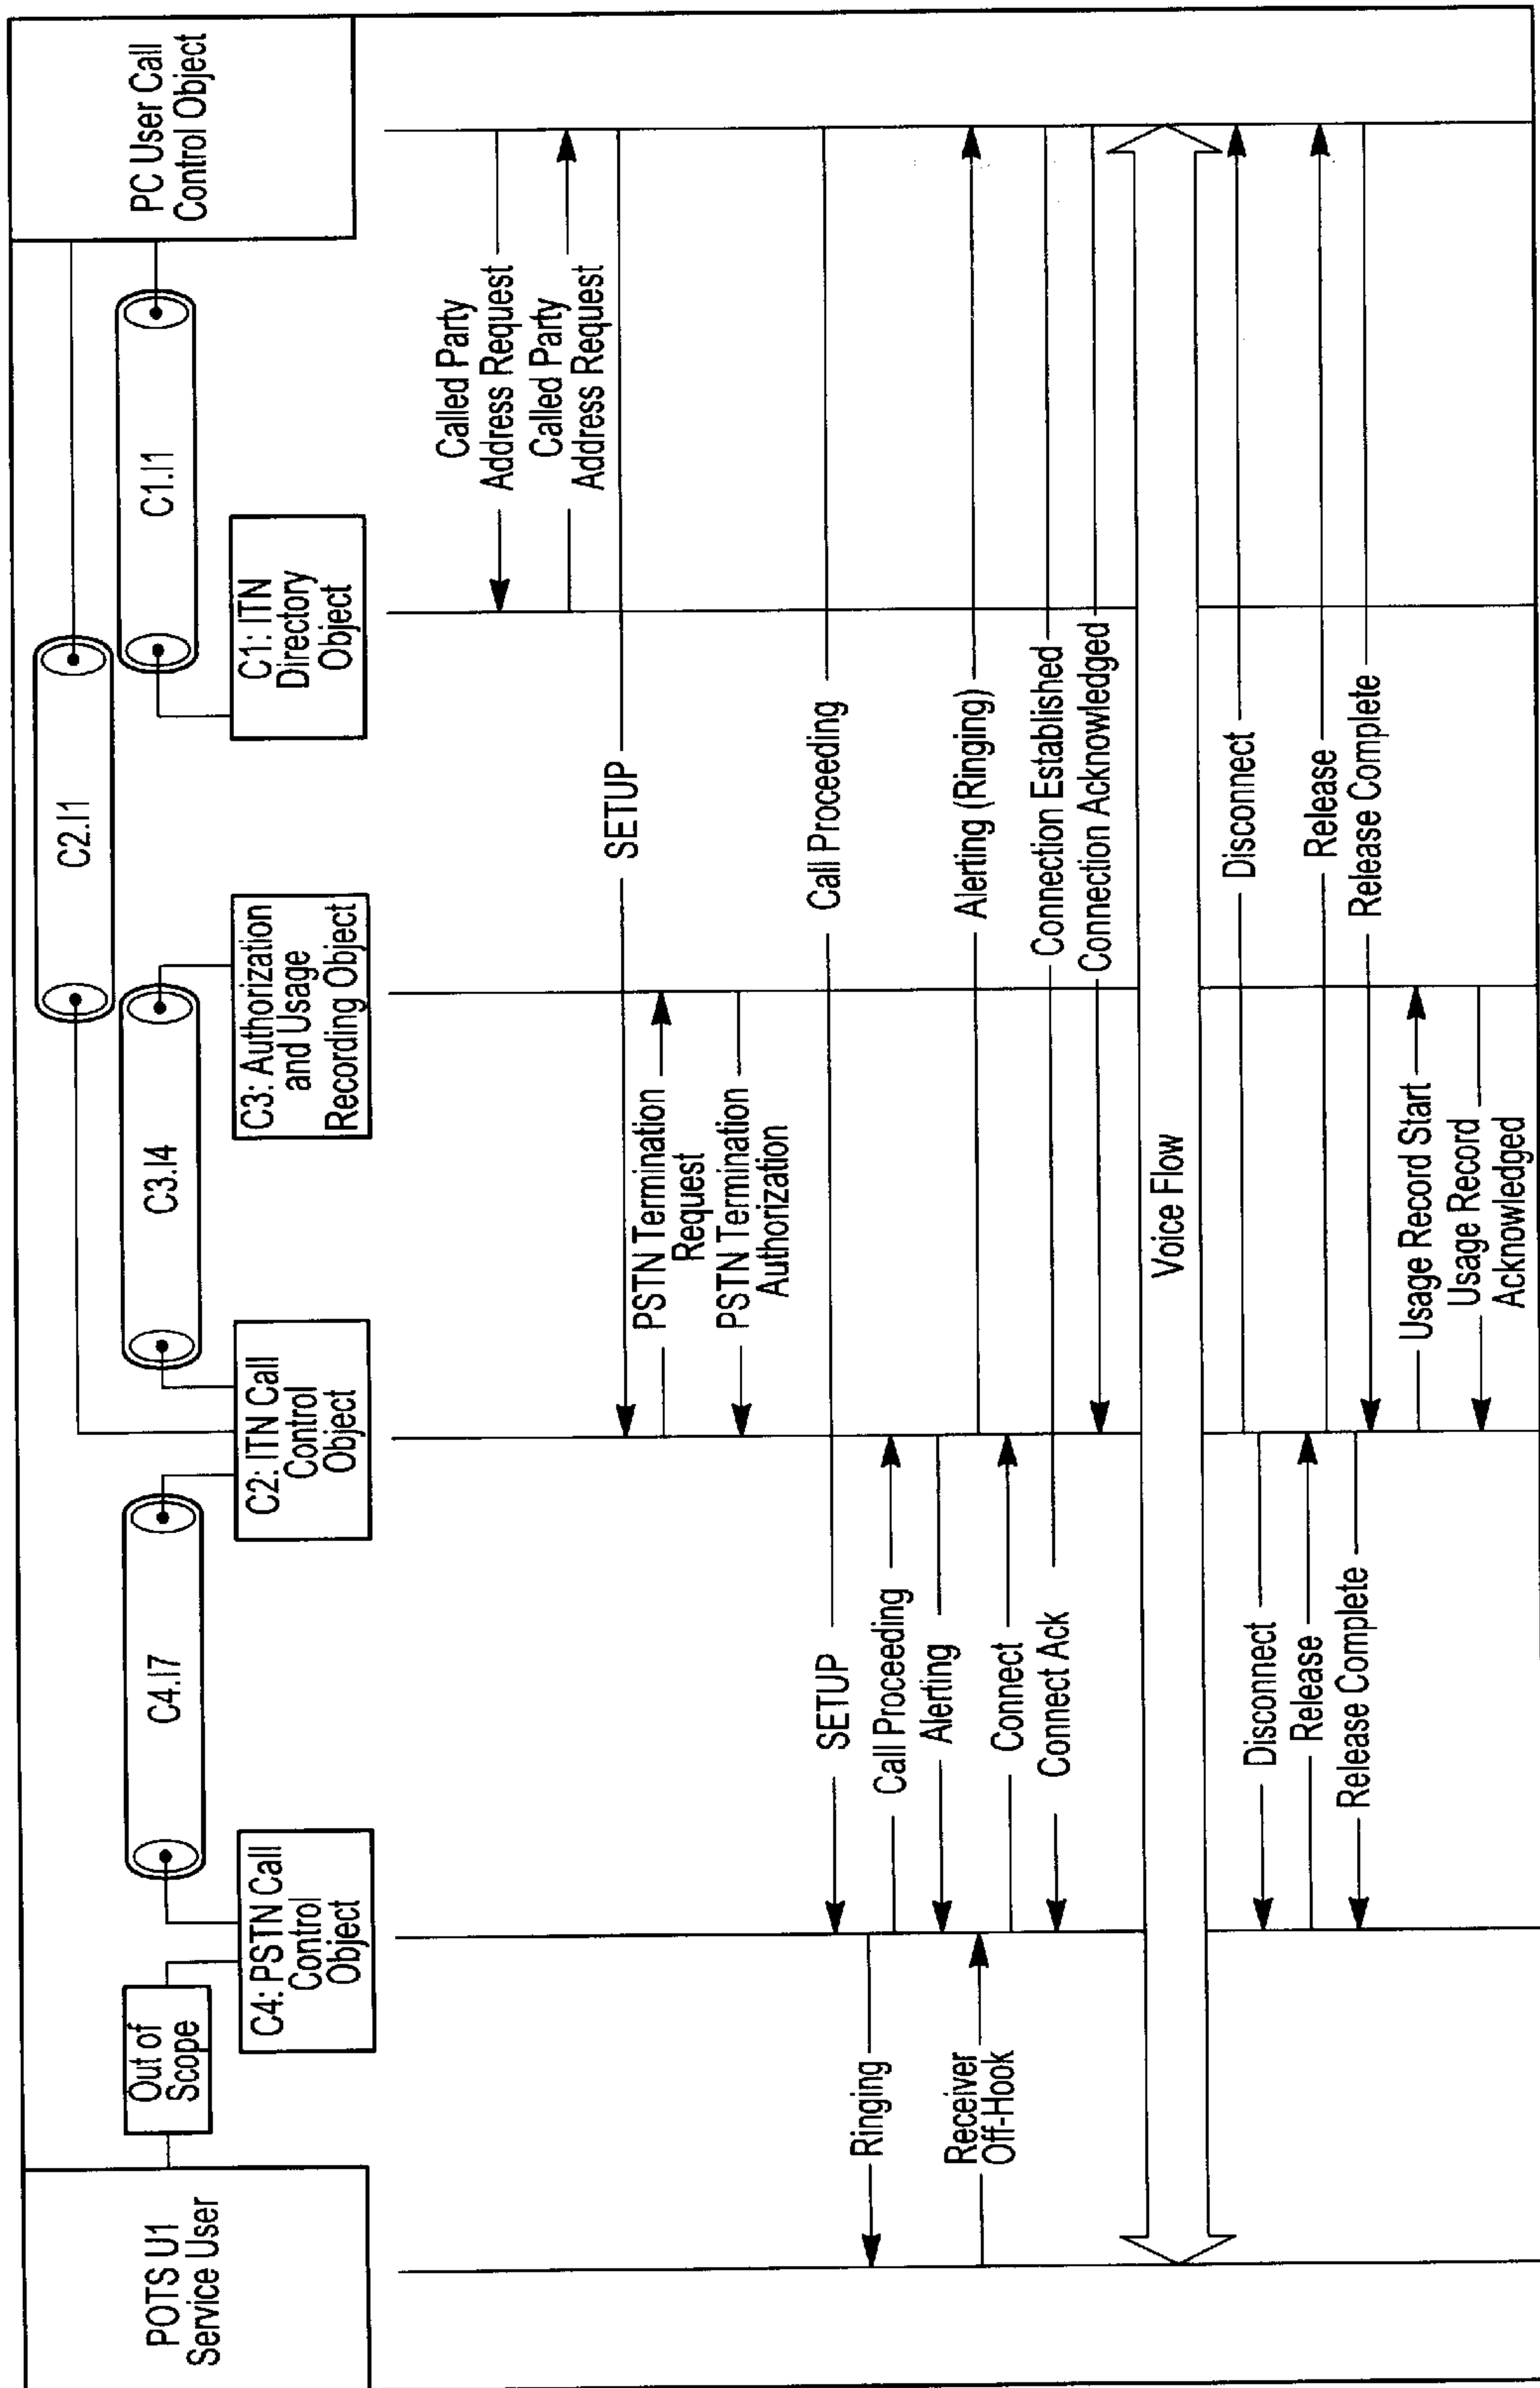 POTS U1
Service User
Out of
Scope
C4: PSTN Call
Control
Object
C4.I7
C2: ITN Call
Control
Object
C3.I4
C3: Authorization
and Usage
Recording Object
C2.I1
C1: ITN
Directory
Object
C1.I1
PC User Call
Control Object
Called Party
Address Request
Called Party
Address Request
SETUP
PSTN Termination
Request
PSTN Termination
Authorization
SETUP
Call Proceeding
Ringing
Call Proceeding
Alerting
Alerting (Ringing)
Receiver
Off-Hook
Connect
Connection Established
Connect Ack
Connection Acknowledged
Voice Flow
Disconnect
Disconnect
Release
Release
Release Complete
Release Complete
Usage Record Start
Usage Record
Acknowledged